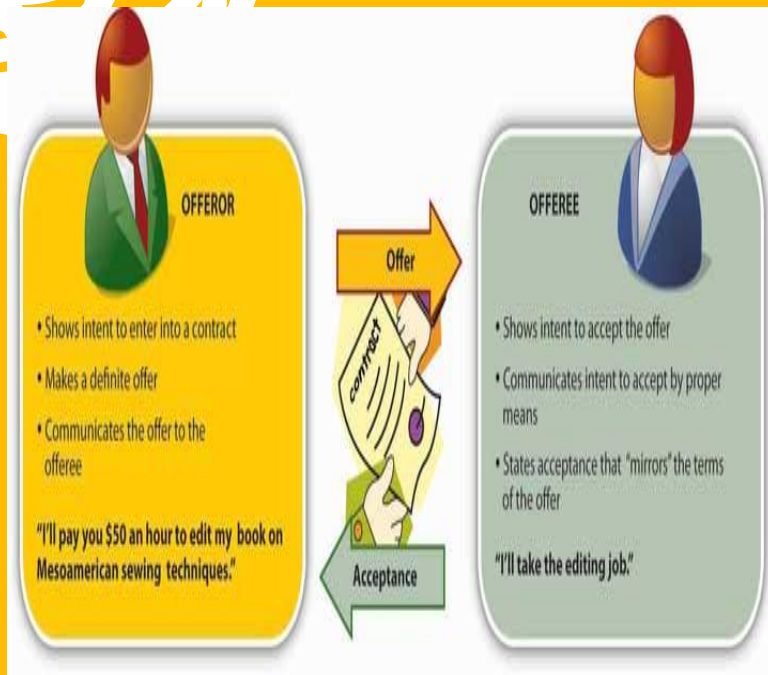 OFFEROR
• Shows intent to enter into a contract
• Makes a definite offer
• Communicates the offer to the
offeree
"I'll pay you $50 an hour to edit my book on
Mesoamerican sewing techniques."
Offer
contract
Acceptance
OFFEREE
• Shows intent to accept the offer
• Communicates intent to accept by proper
means
• States acceptance that "mirrors" the terms
of the offer
"I'll take the editing job."